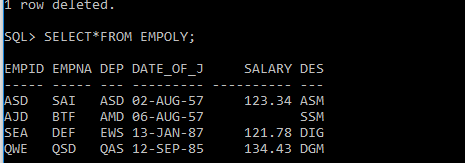 1 row deleted.
SQL> SELECT*FROM EMPOLY;
EMPID EMPNA DEP DATE_OF_J SALARY DES
----- ----- --- --------- ---------- ---
ASD SAI ASD 02-AUG-57 123.34 ASM
AJD BTF AMD 06-AUG-57 SSM
SEA DEF EWS 13-JAN-87 121.78 DIG
QWE QSD QAS 12-SEP-85 134.43 DGM